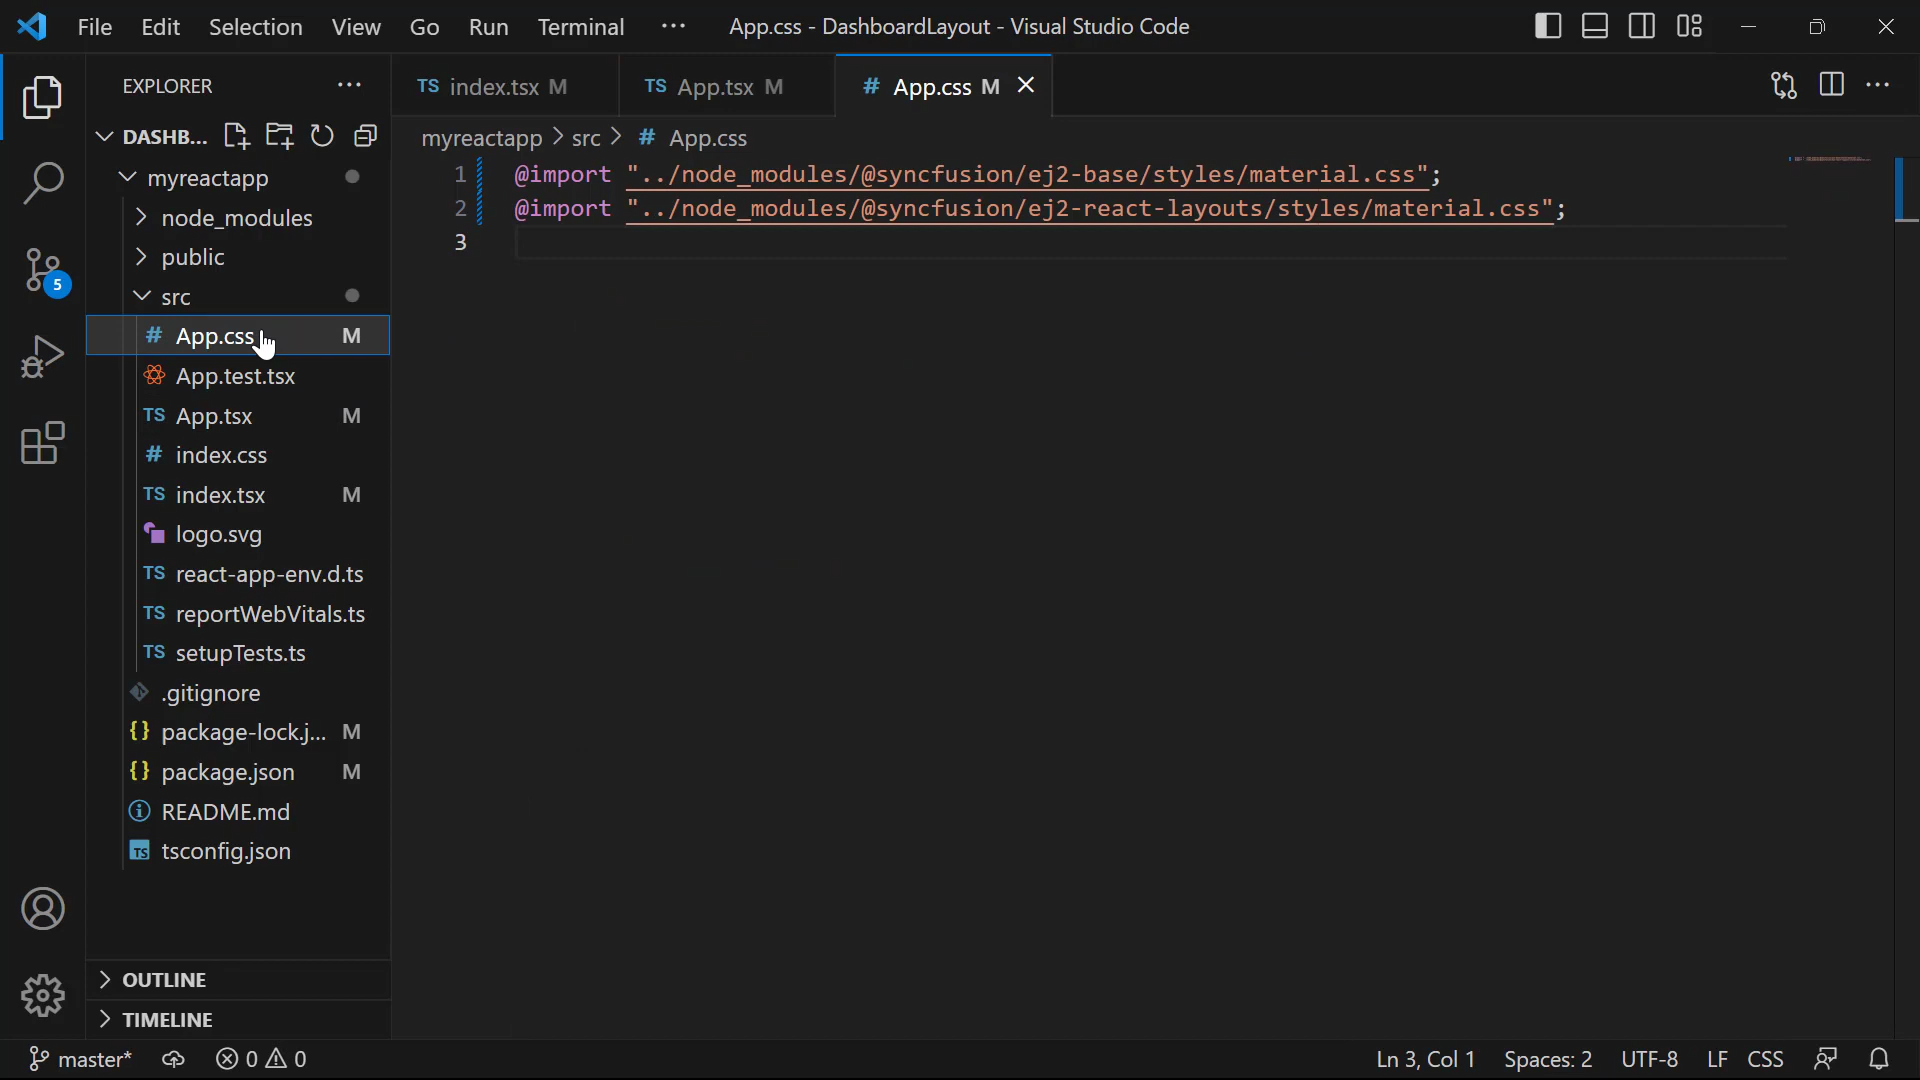 File Edit Selection View Go Run Terminal ··· App.css - DashboardLayout - Visual Studio Code
EXPLORER ···
DASHB...
myreactapp
node_modules
public
src
# App.css M
App.test.tsx
TS App.tsx M
# index.css
TS index.tsx M
logo.svg
TS react-app-env.d.ts
TS reportWebVitals.ts
TS setupTests.ts
.gitignore
{} package-lock.j... M
{} package.json M
README.md
TS tsconfig.json
OUTLINE
TIMELINE
5
TS index.tsx M TS App.tsx M # App.css M
myreactapp > src > # App.css
1 @import "../node_modules/@syncfusion/ej2-base/styles/material.css";
2 @import "../node_modules/@syncfusion/ej2-react-layouts/styles/material.css";
3
master* 0 0 Ln 3, Col 1 Spaces: 2 UTF-8 LF CSS